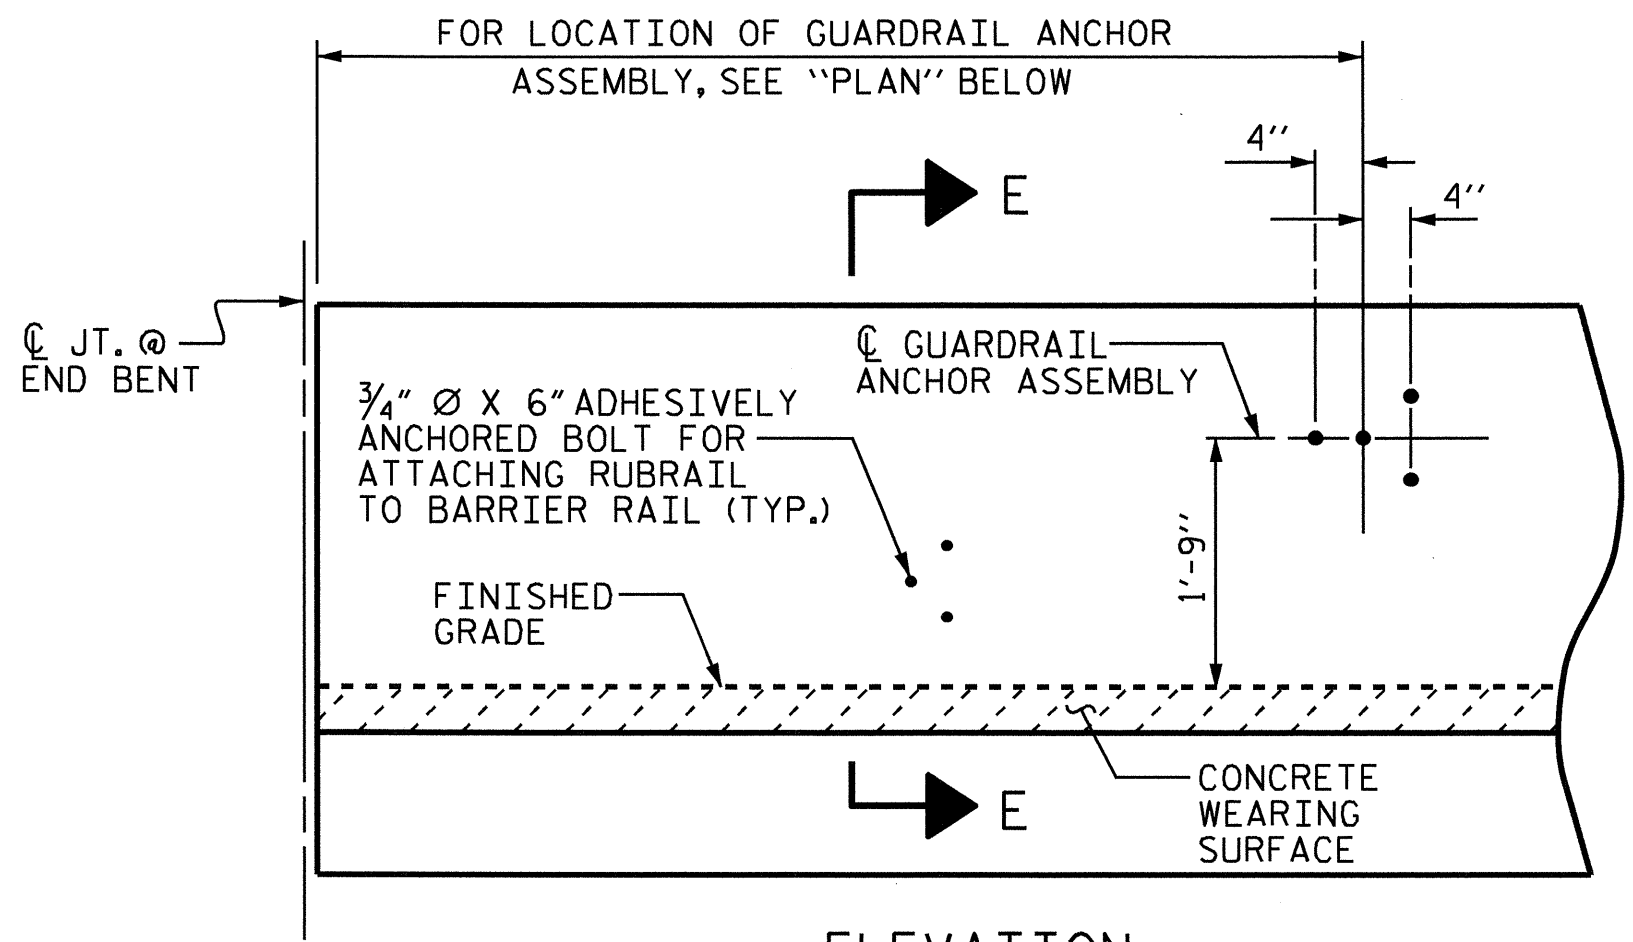 FOR LOCATION OF GUARDRAIL ANCHOR
ASSEMBLY, SEE "PLAN" BELOW
4"
4"
E
℄ JT. @
END BENT
℄ GUARDRAIL
ANCHOR ASSEMBLY
3/4" Ø X 6" ADHESIVELY
ANCHORED BOLT FOR
ATTACHING RUBRAIL
TO BARRIER RAIL (TYP.)
1'-9"
FINISHED
GRADE
E
CONCRETE
WEARING
SURFACE
ELEVATION